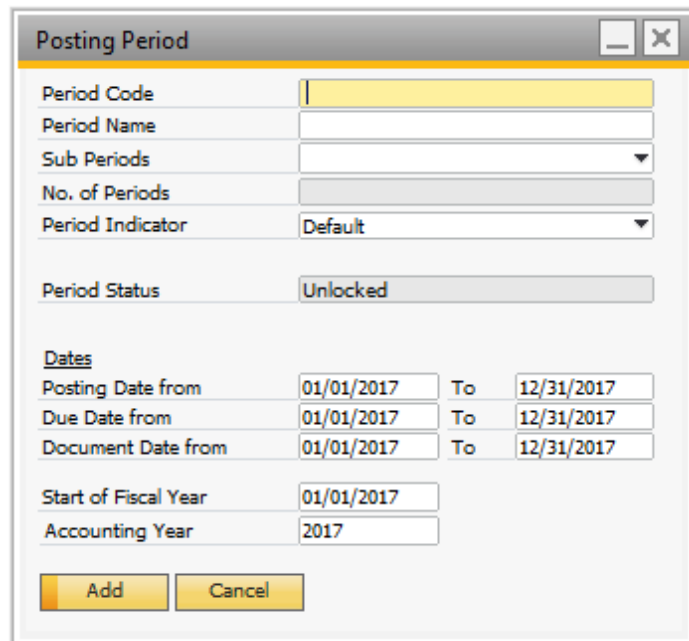 Posting Period
Period Code
Period Name
Sub Periods
No. of Periods
Period Indicator Default
Period Status Unlocked
Dates
Posting Date from 01/01/2017 To 12/31/2017
Due Date from 01/01/2017 To 12/31/2017
Document Date from 01/01/2017 To 12/31/2017
Start of Fiscal Year 01/01/2017
Accounting Year 2017
Add Cancel